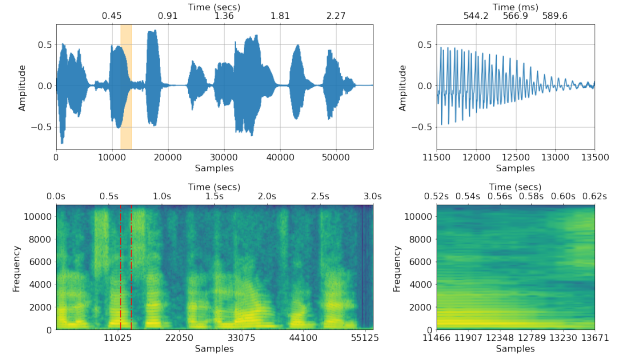 Time (secs)
0.45 0.91 1.36 1.81 2.27
Amplitude
0.5
0.0
−0.5
0 10000 20000 30000 40000 50000
Samples
Time (ms)
544.2 566.9 589.6
Amplitude
0.5
0.0
−0.5
11500 12000 12500 13000 13500
Samples
Time (secs)
0.0s 0.5s 1.0s 1.5s 2.0s 2.5s 3.0s
Frequency
10000
8000
6000
4000
2000
0
11025 22050 33075 44100 55125
Samples
Time (secs)
0.52s 0.54s 0.56s 0.58s 0.60s 0.62s
Frequency
10000
8000
6000
4000
2000
0
11466 11907 12348 12789 13230 13671
Samples